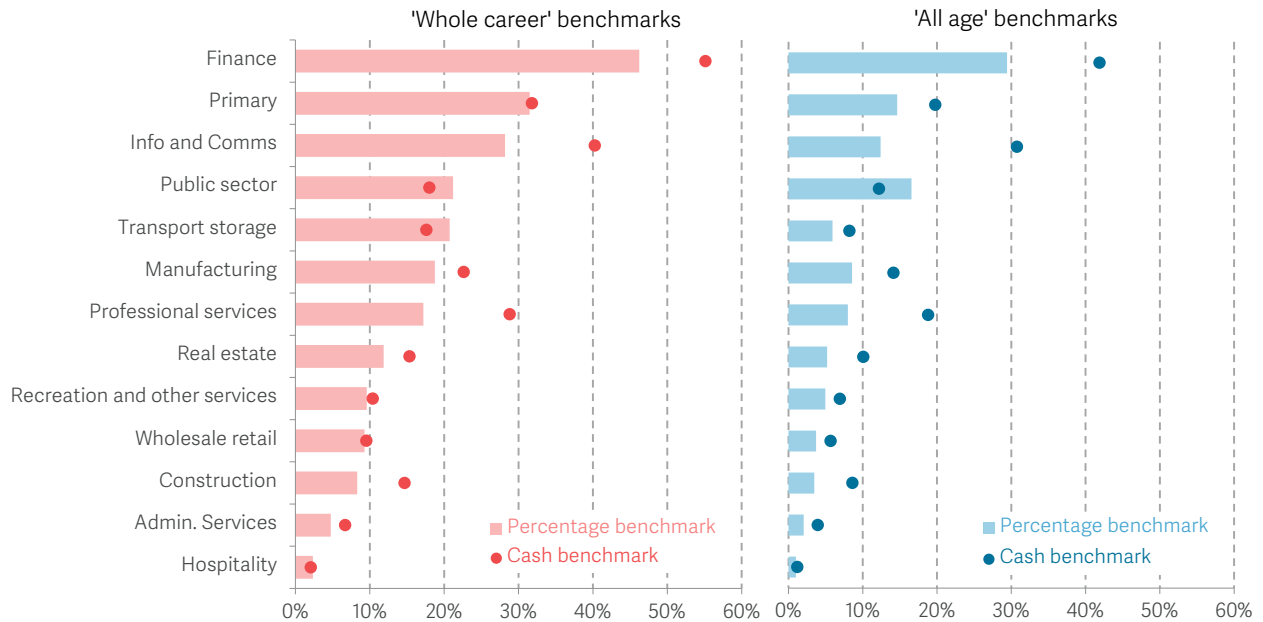 'Whole career' benchmarks
'All age' benchmarks
Finance
Primary
Info and Comms
Public sector
Transport storage
Manufacturing
Professional services
Real estate
Recreation and other services
Wholesale retail
Construction
Admin. Services
Hospitality
Percentage benchmark
Cash benchmark
Percentage benchmark
Cash benchmark
0% 10% 20% 30% 40% 50% 60%
0% 10% 20% 30% 40% 50% 60%